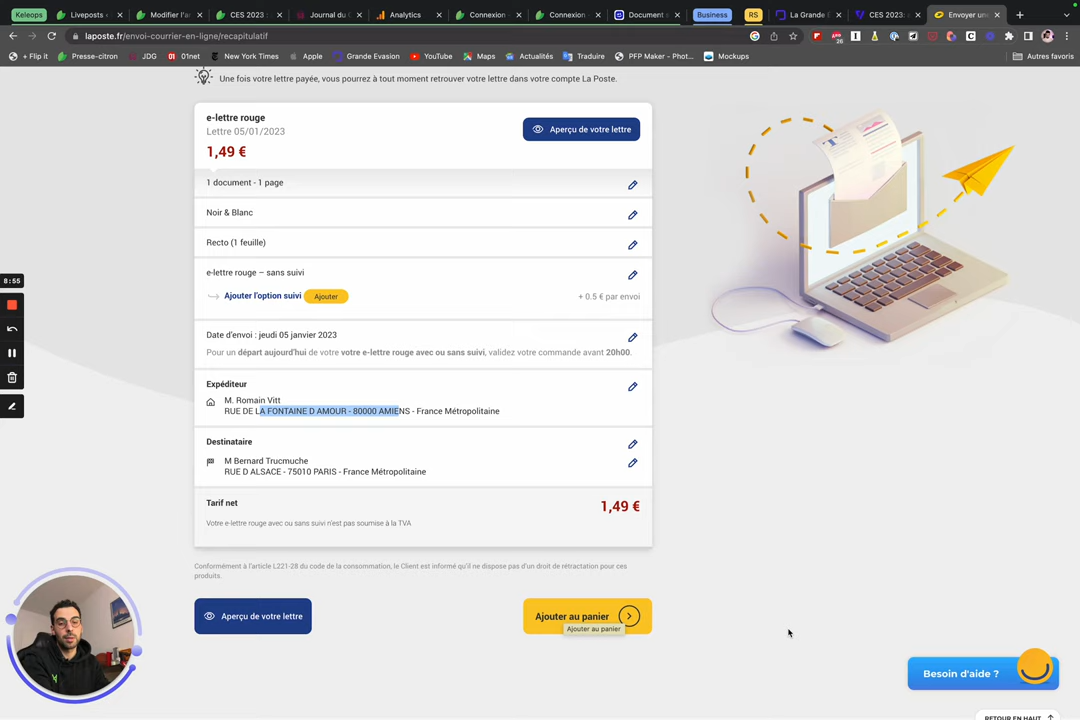 Keleops
Liveposts ‹
Modifier l'ar
CES 2023 :
Journal du
Analytics
Connexion
Connexion
Document s
Business
RS
La Grande E
CES 2023:
Envoyer une
laposte.fr/envoi-courrier-en-ligne/recapitulatif
+ Flip it
Presse-citron
JDG
01net
New York Times
Apple
Grande Evasion
YouTube
Maps
Actualités
Traduire
PFP Maker - Phot...
Mockups
Autres favoris
Une fois votre lettre payée, vous pourrez à tout moment retrouver votre lettre dans votre compte La Poste.
e-lettre rouge
Lettre 05/01/2023
1,49 €
Aperçu de votre lettre
1 document - 1 page
Noir & Blanc
Recto (1 feuille)
e-lettre rouge – sans suivi
Ajouter l'option suivi
Ajouter
+ 0.5 € par envoi
Date d'envoi : jeudi 05 janvier 2023
Pour un départ aujourd'hui de votre votre e-lettre rouge avec ou sans suivi, validez votre commande avant 20h00.
Expéditeur
M. Romain Vitt
RUE DE LA FONTAINE D AMOUR - 80000 AMIENS - France Métropolitaine
Destinataire
M Bernard Trucmuche
RUE D ALSACE - 75010 PARIS - France Métropolitaine
Tarif net
1,49 €
Votre e-lettre rouge avec ou sans suivi n'est pas soumise à la TVA
Conformément à l'article L221-28 du code de la consommation, le Client est informé qu'il ne dispose pas d'un droit de rétractation pour ces
produits.
Aperçu de votre lettre
Ajouter au panier
Ajouter au panier
8:55
Besoin d'aide ?
RETOUR EN HAUT